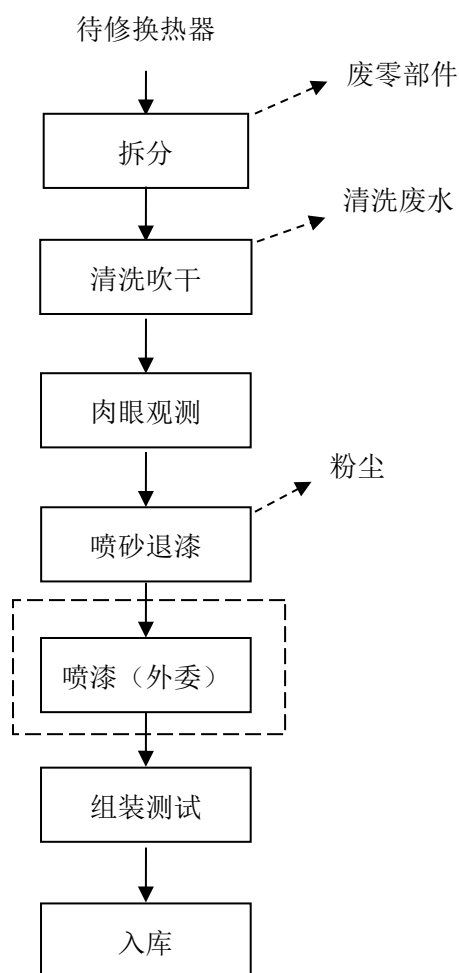 待修换热器
废零部件
拆分
清洗废水
清洗吹干
肉眼观测
粉尘
喷砂退漆
喷漆（外委）
组装测试
入库